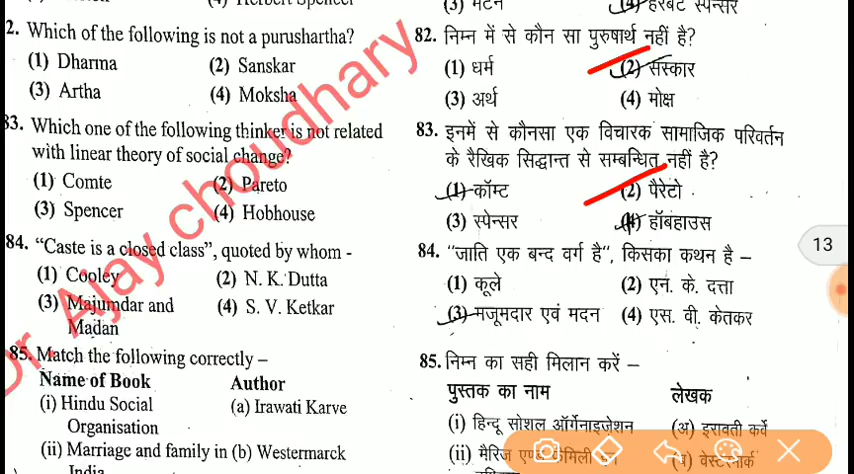 (4) Herbert Spencer
2. Which of the following is not a purushartha?
(1) Dharma (2) Sanskar
(3) Artha (4) Moksha
83. Which one of the following thinker is not related
with linear theory of social change?
(1) Comte (2) Pareto
(3) Spencer (4) Hobhouse
84. “Caste is a closed class”, quoted by whom -
(1) Cooley (2) N. K. Dutta
(3) Majumdar and (4) S. V. Ketkar
Madan
85. Match the following correctly –
Name of Book Author
(i) Hindu Social (a) Irawati Karve
Organisation
(ii) Marriage and family in (b) Westermarck
India
(3) मर्टन (4) हरबर्ट स्पेन्सर
82. निम्न में से कौन सा पुरुषार्थ नहीं है?
(1) धर्म (2) संस्कार
(3) अर्थ (4) मोक्ष
83. इनमें से कौनसा एक विचारक सामाजिक परिवर्तन
के रैखिक सिद्धान्त से सम्बन्धित नहीं है?
(1) कॉम्ट (2) पैरेटो
(3) स्पेन्सर (4) हॉबहाउस
84. “जाति एक बन्द वर्ग है”, किसका कथन है –
(1) कूले (2) एन. के. दत्ता
(3) मजूमदार एवं मदन (4) एस. वी. केतकर
85. निम्न का सही मिलान करें –
पुस्तक का नाम लेखक
(i) हिन्दू सोशल ऑर्गेनाइजेशन (अ) इरावती कर्वे
(ii) मैरिज एण्ड फैमिली इन (ब) वेस्टरमार्क
Dr. Ajay choudhary
13